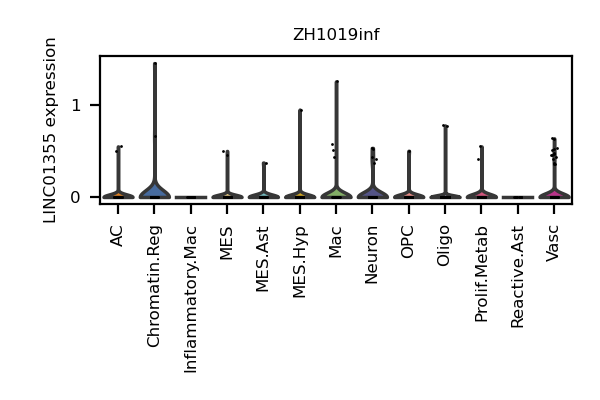 ZH1019inf
LINC01355 expression
1
0
AC
Chromatin.Reg
Inflammatory.Mac
MES
MES.Ast
MES.Hyp
Mac
Neuron
OPC
Oligo
Prolif.Metab
Reactive.Ast
Vasc